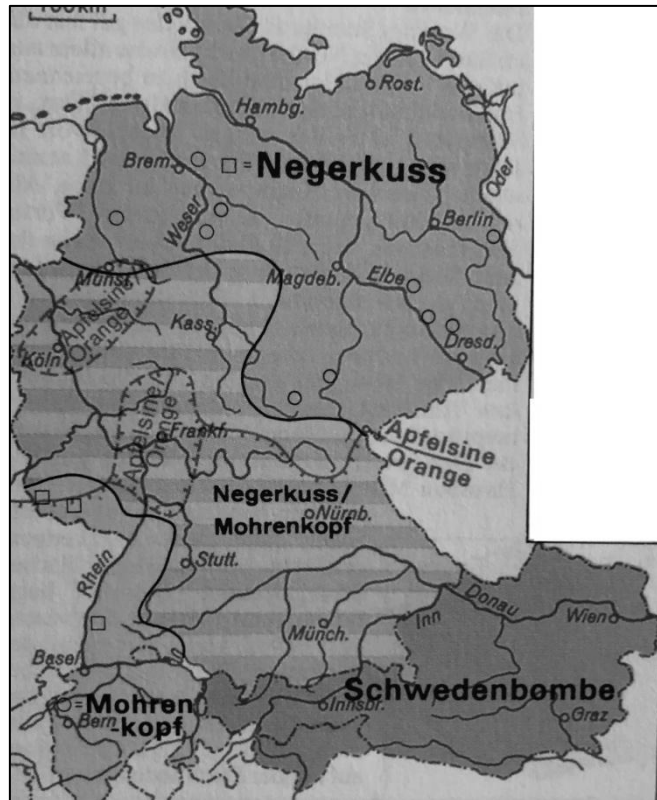 100km
Rost.
Hambg.
Oder
Brem.
□ = Negerkuss
Weser
Berlin
Münst.
Magdeb.
Elbe
Apfelsine
Orange
Kass.
Köln
Dresd.
Apfelsine
Orange
Frankf.
Apfelsine
Orange
Negerkuss/
Mohrenkopf
Nürnb.
Rhein
Stutt.
Donau
Inn
Wien
Münch.
Basel
Schwedenbombe
○ = Mohren
kopf
Bern
Innsbr.
Graz